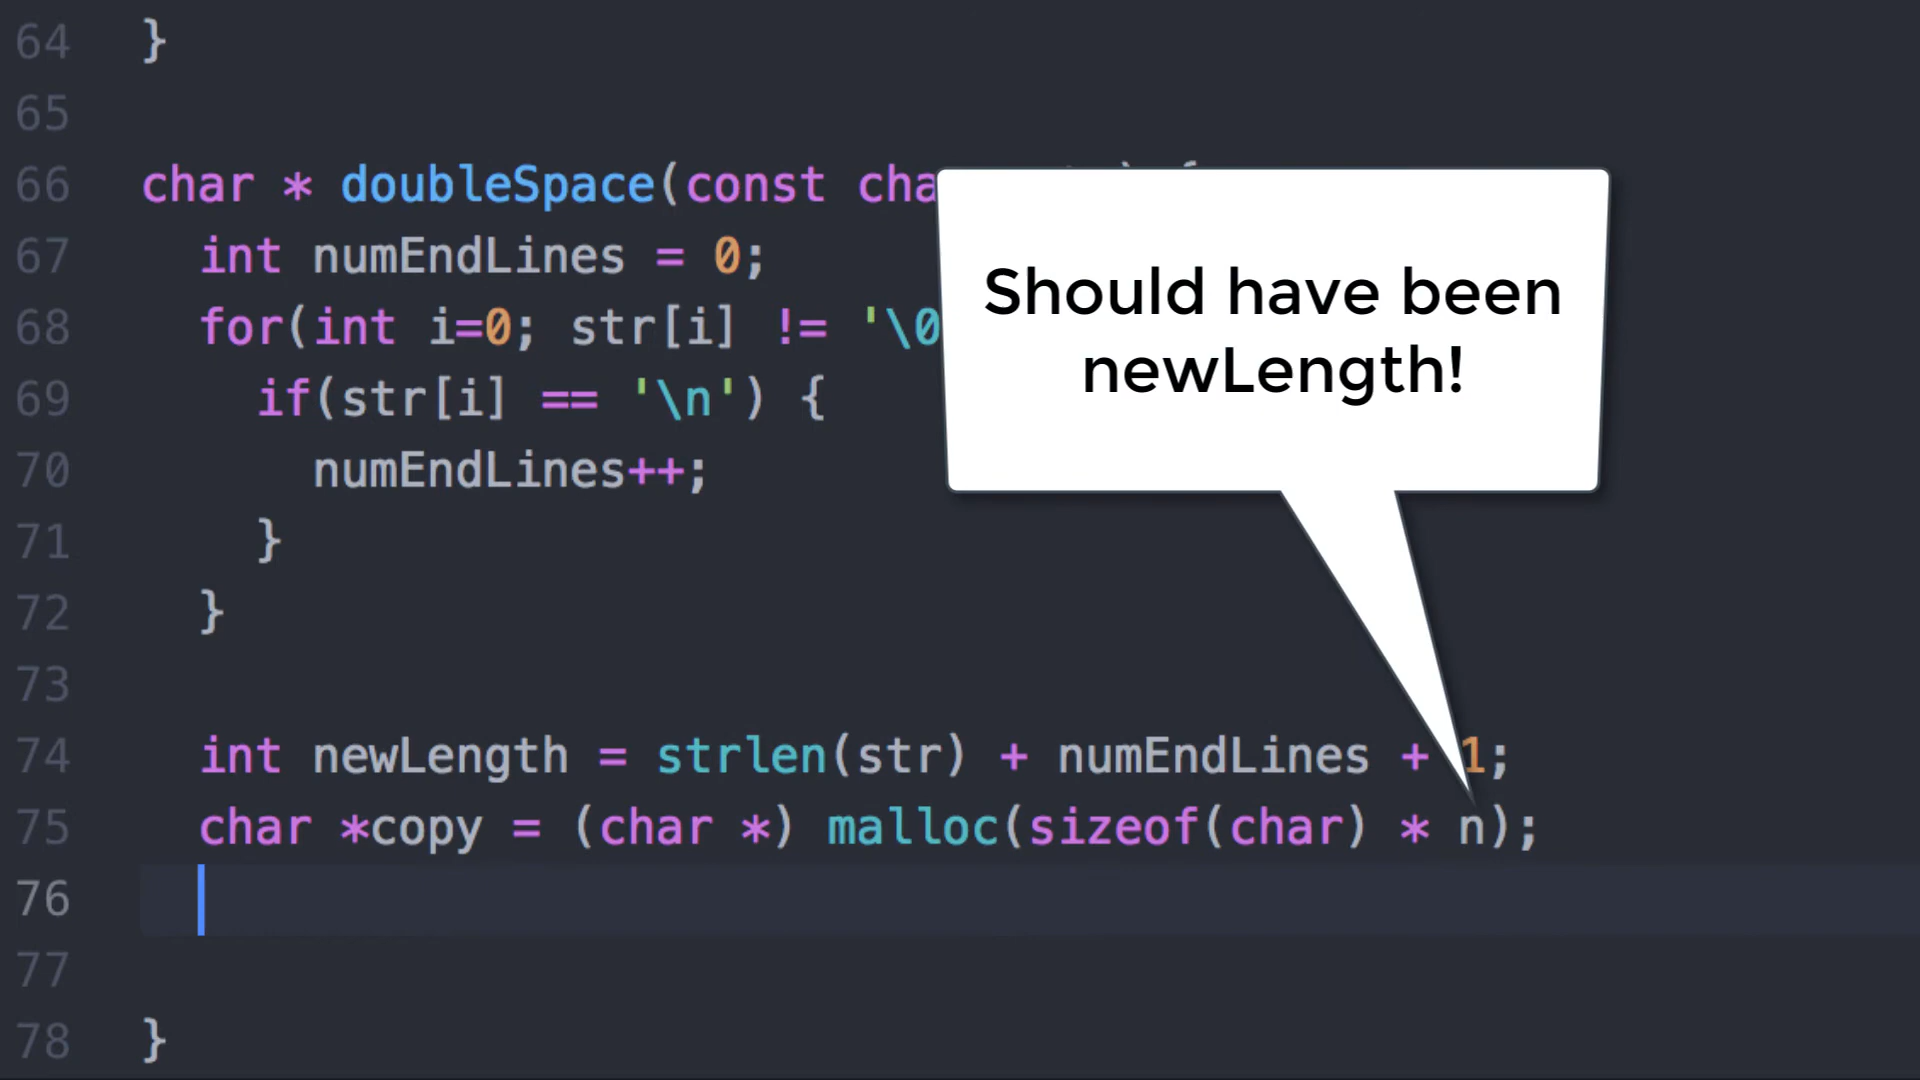 64 }
65
66 char * doubleSpace(const cha
67 int numEndLines = 0;
68 for(int i=0; str[i] != '\0
69 if(str[i] == '\n') {
70 numEndLines++;
71 }
72 }
73
74 int newLength = strlen(str) + numEndLines + 1;
75 char *copy = (char *) malloc(sizeof(char) * n);
76
77
78 }
Should have been
newLength!